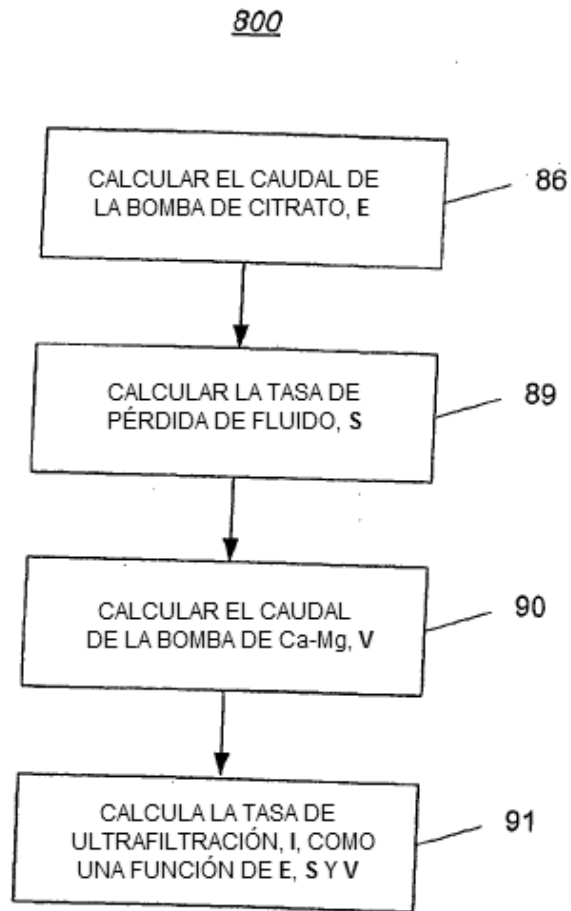 800
CALCULAR EL CAUDAL DE
LA BOMBA DE CITRATO, E
86
CALCULAR LA TASA DE
PÉRDIDA DE FLUIDO, S
89
CALCULAR EL CAUDAL
DE LA BOMBA DE Ca-Mg, V
90
CALCULA LA TASA DE
ULTRAFILTRACIÓN, I, COMO
UNA FUNCIÓN DE E, S Y V
91